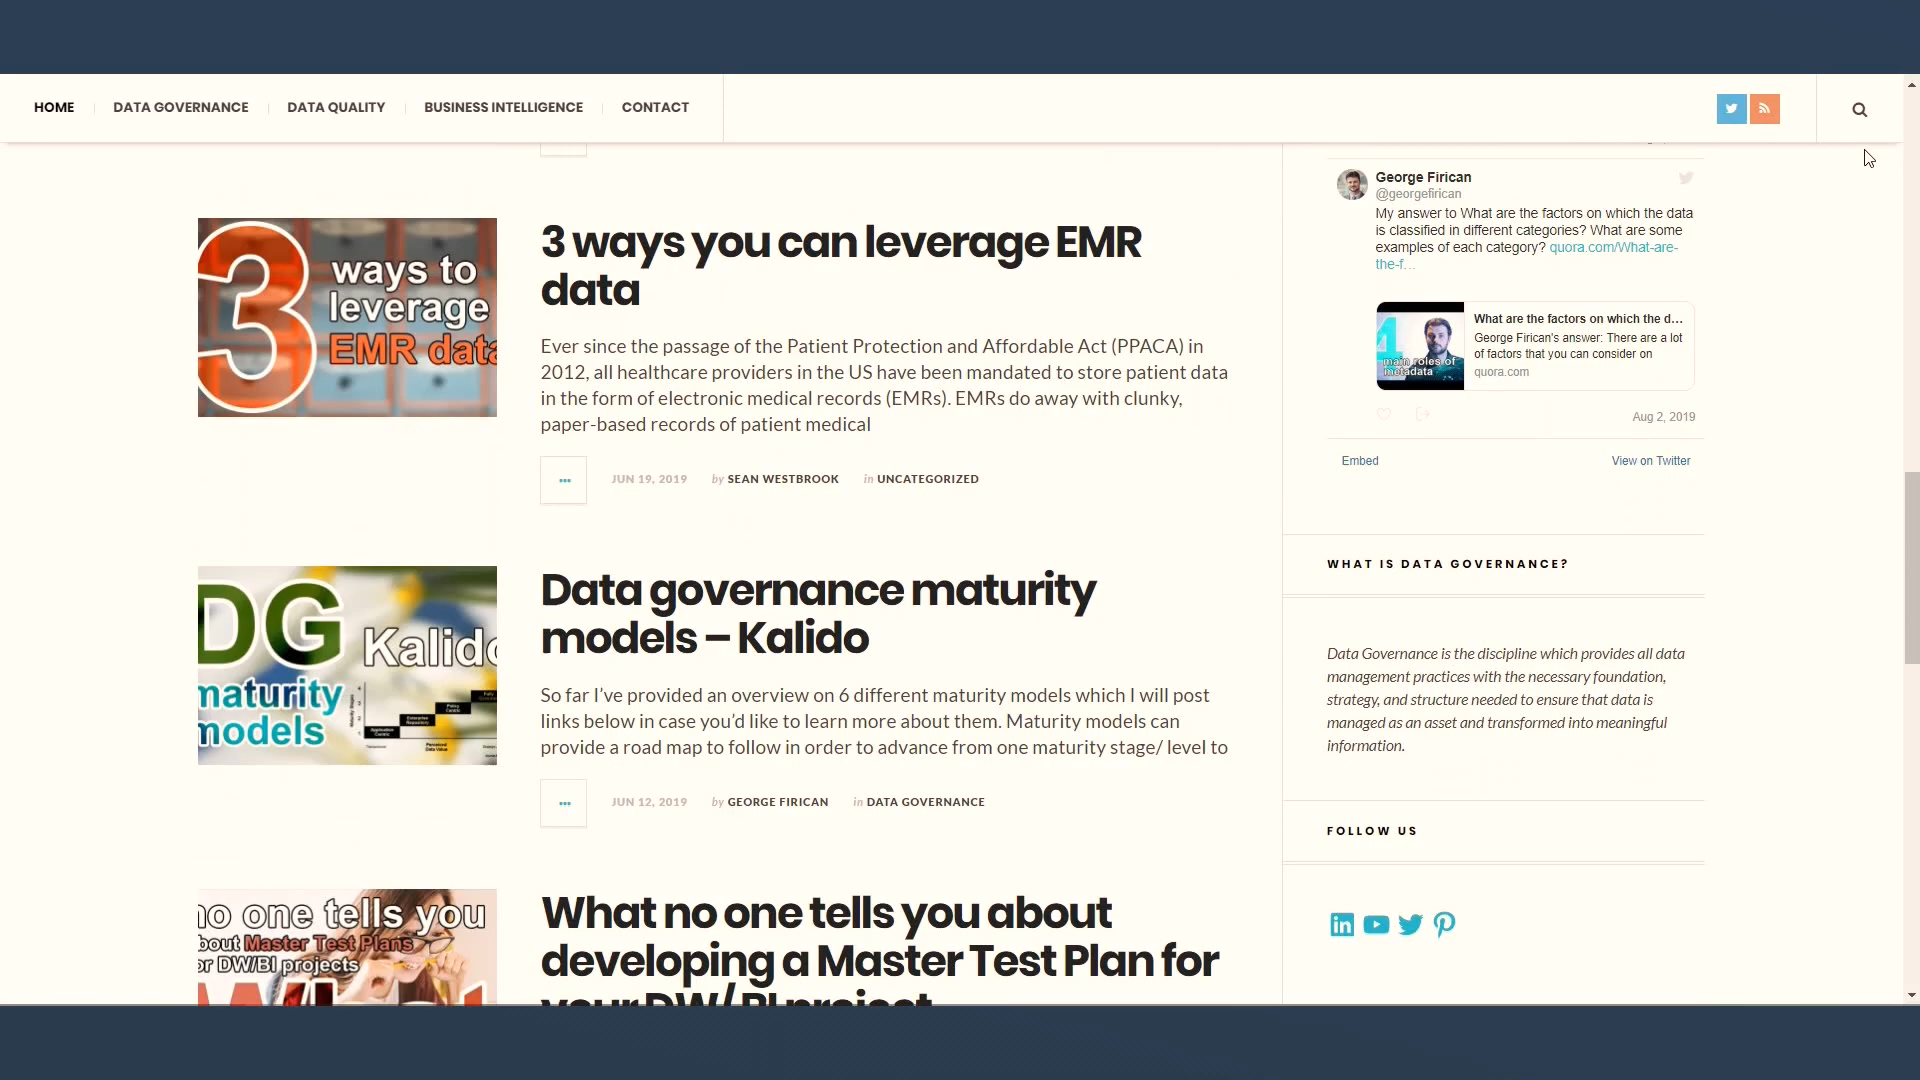 HOME
DATA GOVERNANCE
DATA QUALITY
BUSINESS INTELLIGENCE
CONTACT
3
ways to
leverage
EMR data
3 ways you can leverage EMR
data
Ever since the passage of the Patient Protection and Affordable Act (PPACA) in
2012, all healthcare providers in the US have been mandated to store patient data
in the form of electronic medical records (EMRs). EMRs do away with clunky,
paper-based records of patient medical
JUN 19, 2019 by SEAN WESTBROOK in UNCATEGORIZED
DG Kalido
maturity
models
Data governance maturity
models – Kalido
So far I’ve provided an overview on 6 different maturity models which I will post
links below in case you’d like to learn more about them. Maturity models can
provide a road map to follow in order to advance from one maturity stage/ level to
JUN 12, 2019 by GEORGE FIRICAN in DATA GOVERNANCE
no one tells you
bout Master Test Plans
or DW/BI projects
What no one tells you about
developing a Master Test Plan for
your DW/ BI project
George Firican
@georgefirican
My answer to What are the factors on which the data
is classified in different categories? What are some
examples of each category? quora.com/What-are-
the-f…
4
main roles of
metadata
What are the factors on which the d...
George Firican's answer: There are a lot
of factors that you can consider on
quora.com
Aug 2, 2019
Embed
View on Twitter
WHAT IS DATA GOVERNANCE?
Data Governance is the discipline which provides all data
management practices with the necessary foundation,
strategy, and structure needed to ensure that data is
managed as an asset and transformed into meaningful
information.
FOLLOW US